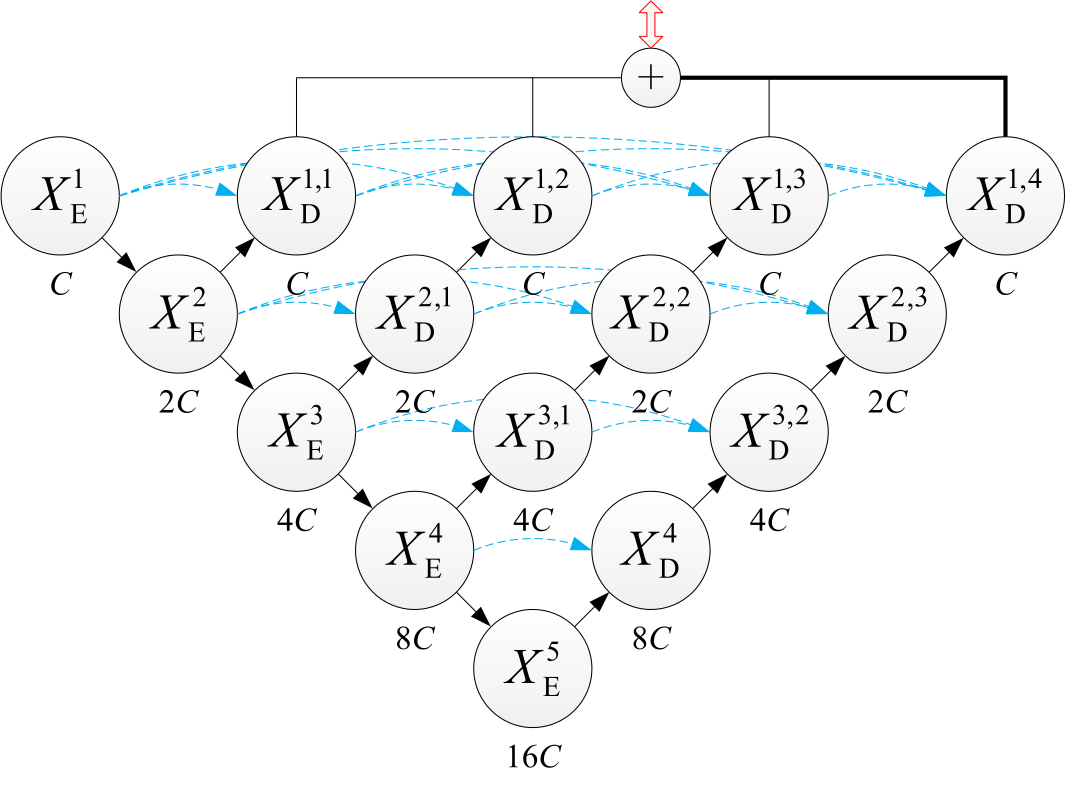 +
X_E^1 X_D^{1,1} X_D^{1,2} X_D^{1,3} X_D^{1,4}
C C C C C
X_E^2 X_D^{2,1} X_D^{2,2} X_D^{2,3}
2C 2C 2C 2C
X_E^3 X_D^{3,1} X_D^{3,2}
4C 4C 4C
X_E^4 X_D^4
8C 8C
X_E^5
16C